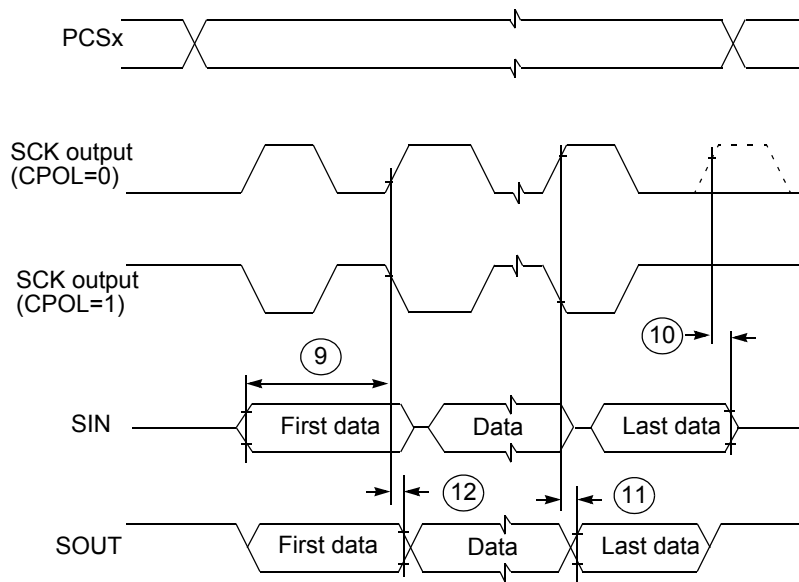 PCSx
SCK output
(CPOL=0)
SCK output
(CPOL=1)
9
10
SIN
First data
Data
Last data
12
11
SOUT
First data
Data
Last data